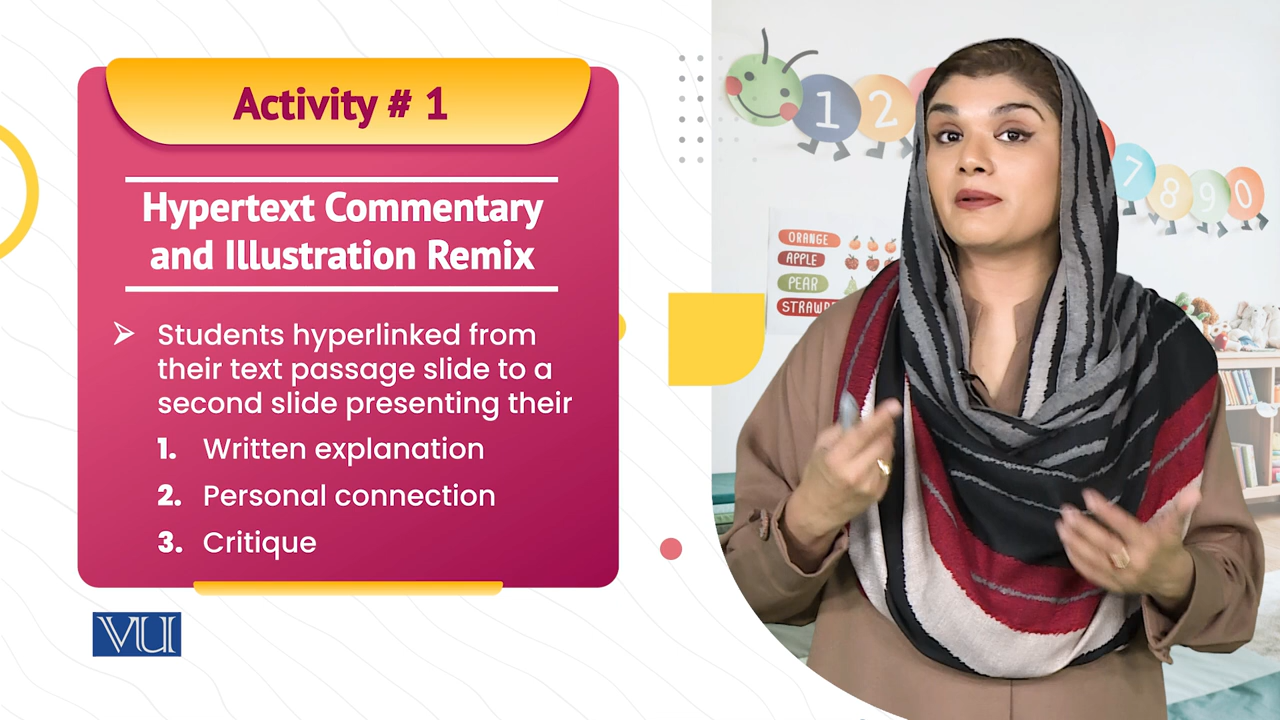 Activity # 1
Hypertext Commentary
and Illustration Remix
➢ Students hyperlinked from
their text passage slide to a
second slide presenting their
1. Written explanation
2. Personal connection
3. Critique
VU
1 2
7 8 9 0
ORANGE
APPLE
PEAR
STRAWB